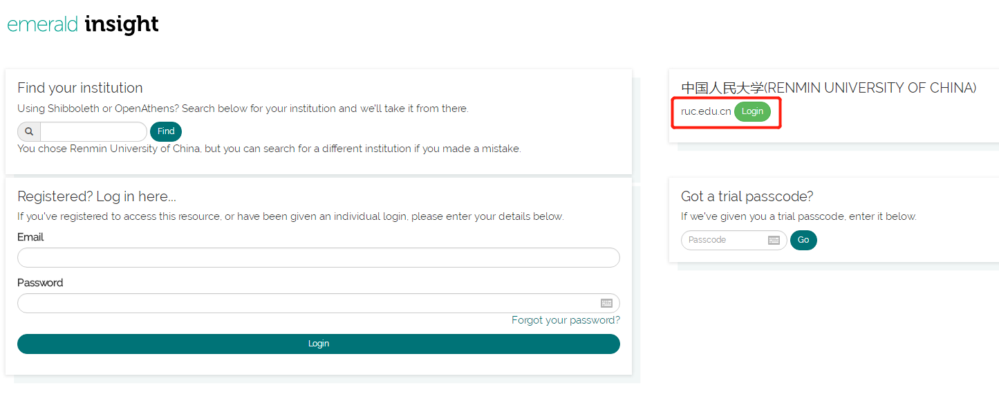 emerald insight
Find your institution
Using Shibboleth or OpenAthens? Search below for your institution and we'll take it from there.
Find
You chose Renmin University of China, but you can search for a different institution if you made a mistake.
中国人民大学(RENMIN UNIVERSITY OF CHINA)
ruc.edu.cn Login
Registered? Log in here...
If you've registered to access this resource, or have been given an individual login, please enter your details below.
Email
Password
Forgot your password?
Login
Got a trial passcode?
If we've given you a trial passcode, enter it below.
Passcode Go